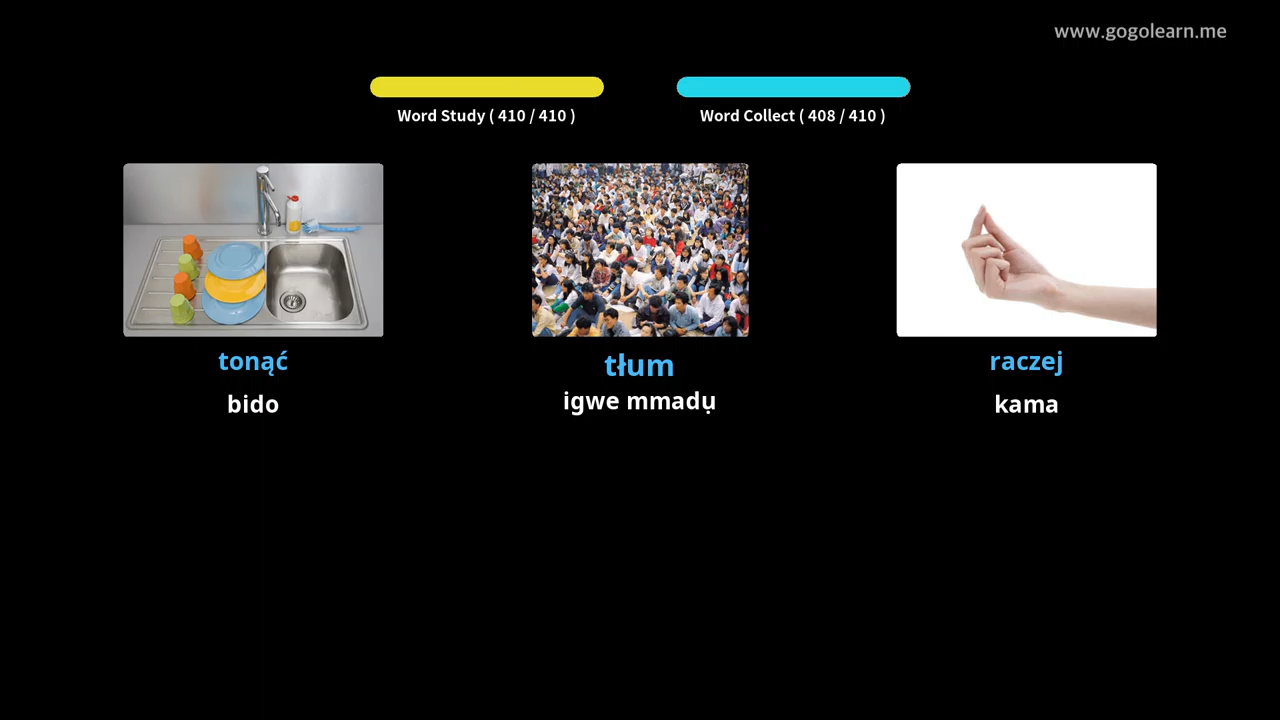 www.gogolearn.me
Word Study ( 410 / 410 )
Word Collect ( 408 / 410 )
tonąć
bido
tłum
igwe mmadụ
raczej
kama